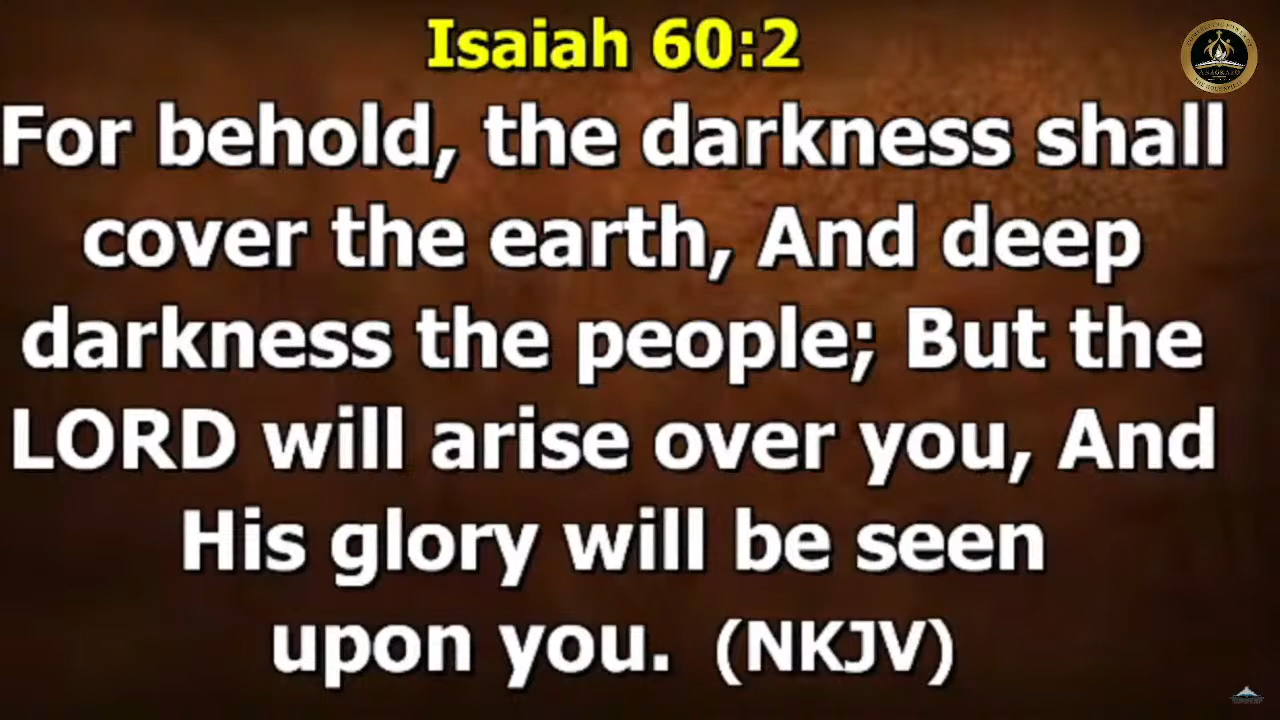 Isaiah 60:2
For behold, the darkness shall
cover the earth, And deep
darkness the people; But the
LORD will arise over you, And
His glory will be seen
upon you. (NKJV)